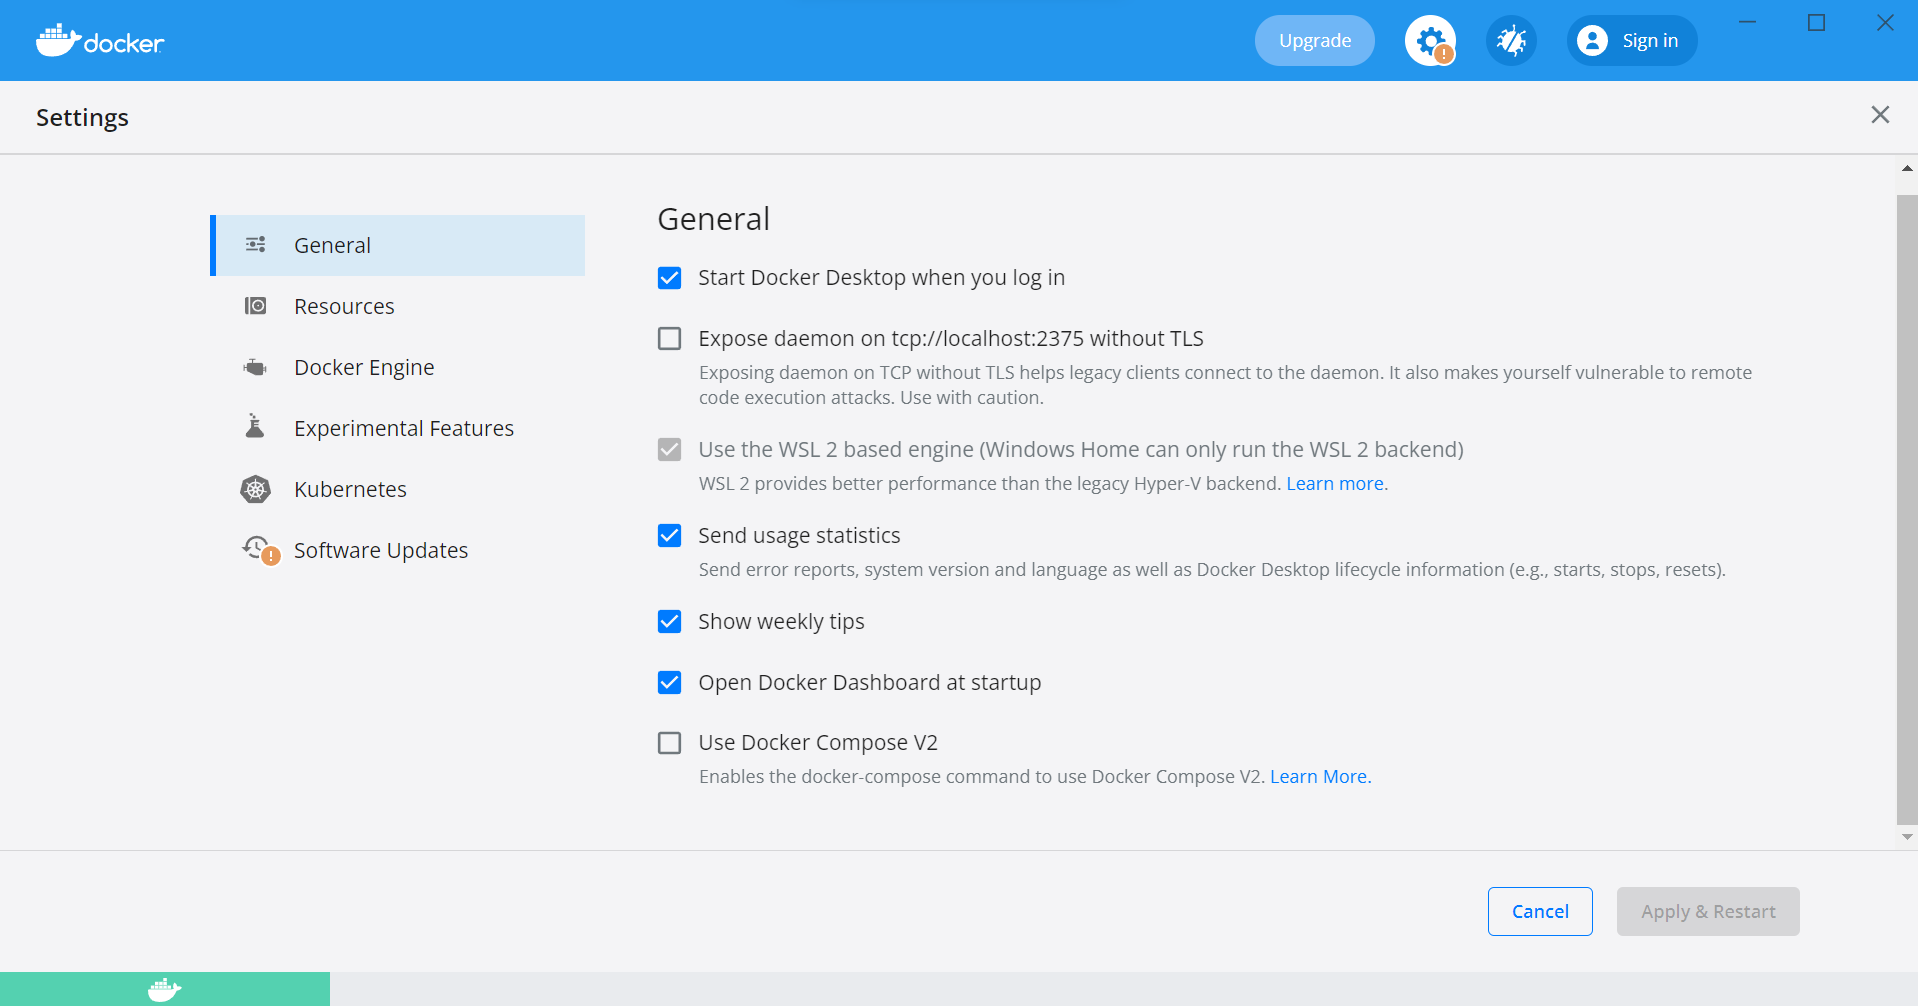 docker
Upgrade
!
Sign in
Settings
General
Resources
Docker Engine
Experimental Features
Kubernetes
!
Software Updates
General
Start Docker Desktop when you log in
Expose daemon on tcp://localhost:2375 without TLS
Exposing daemon on TCP without TLS helps legacy clients connect to the daemon. It also makes yourself vulnerable to remote
code execution attacks. Use with caution.
Use the WSL 2 based engine (Windows Home can only run the WSL 2 backend)
WSL 2 provides better performance than the legacy Hyper-V backend. Learn more.
Send usage statistics
Send error reports, system version and language as well as Docker Desktop lifecycle information (e.g., starts, stops, resets).
Show weekly tips
Open Docker Dashboard at startup
Use Docker Compose V2
Enables the docker-compose command to use Docker Compose V2. Learn More.
Cancel
Apply & Restart